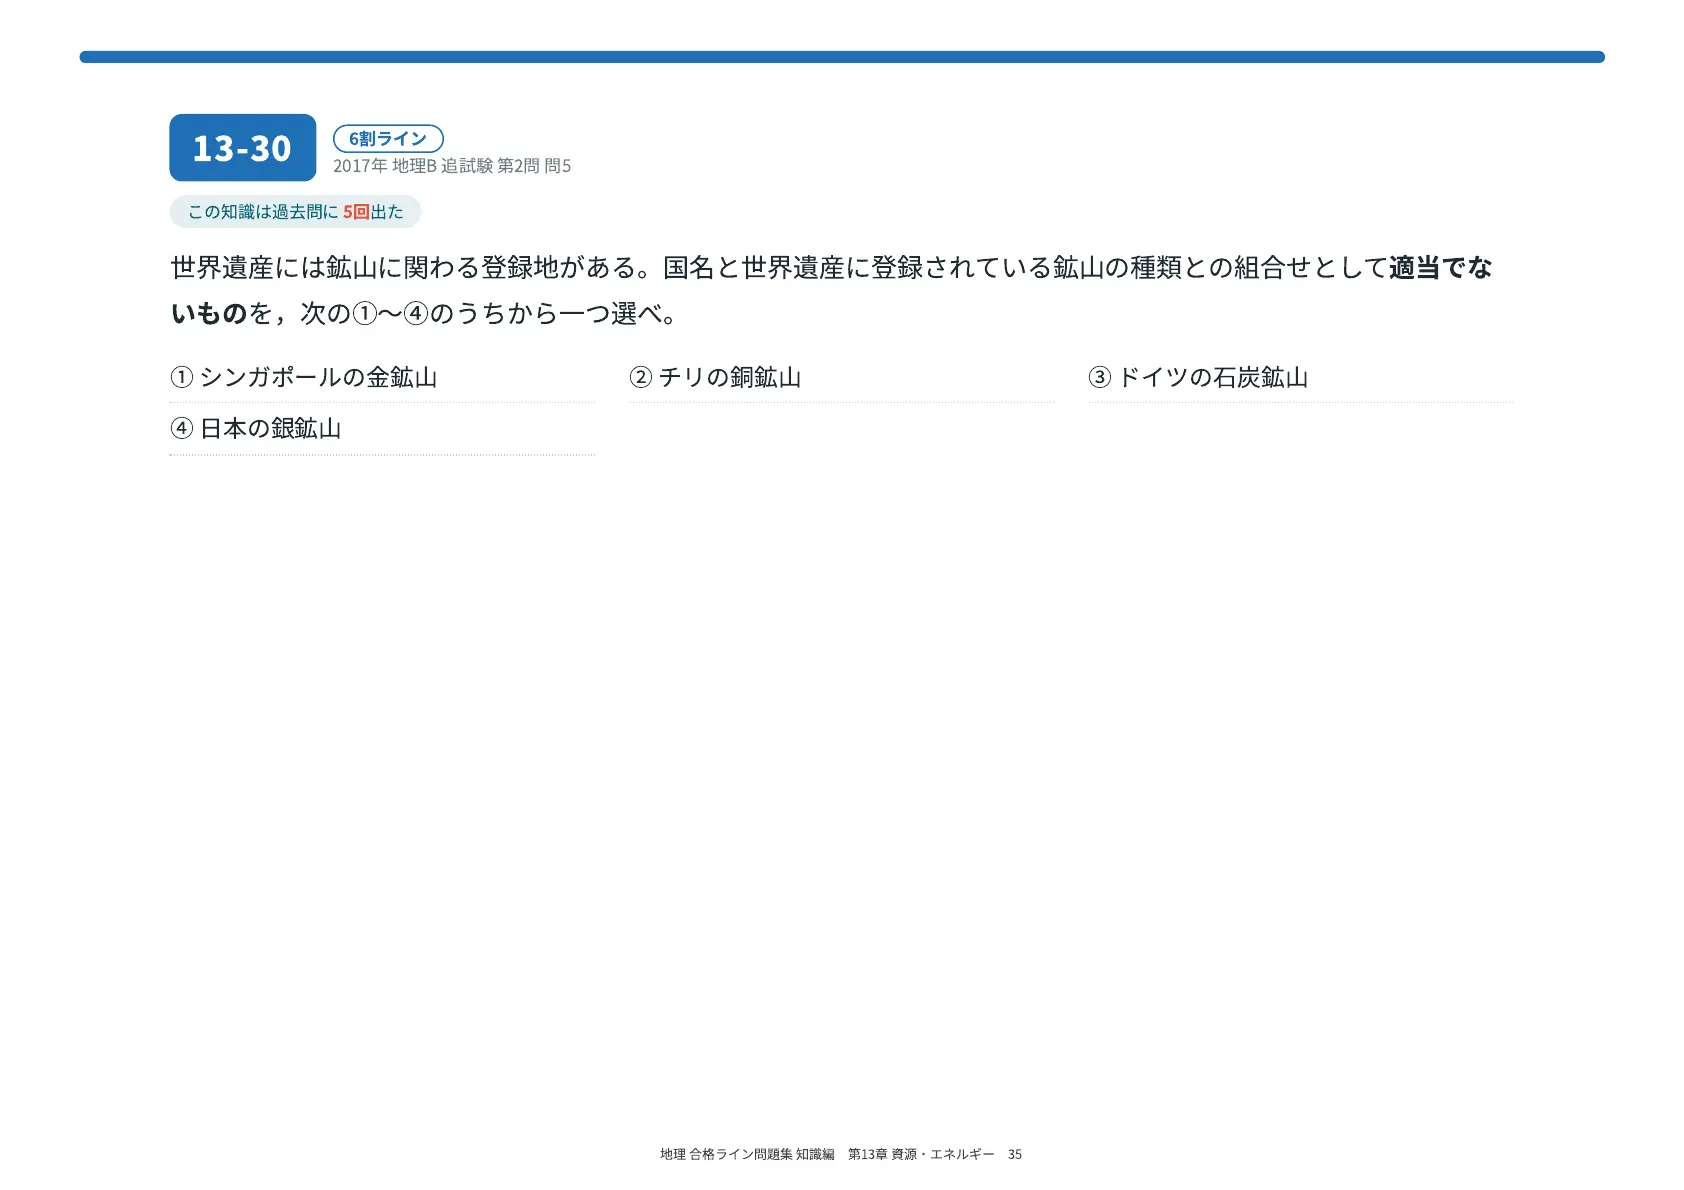 13-30
6割ライン
2017年 地理B 追試験 第2問 問5
この知識は過去問に 5回出た
世界遺産には鉱山に関わる登録地がある。国名と世界遺産に登録されている鉱山の種類との組合せとして適当でな
いものを，次の①〜④のうちから一つ選べ。
① シンガポールの金鉱山
② チリの銅鉱山
③ ドイツの石炭鉱山
④ 日本の銀鉱山
地理 合格ライン問題集 知識編　第13章 資源・エネルギー　35